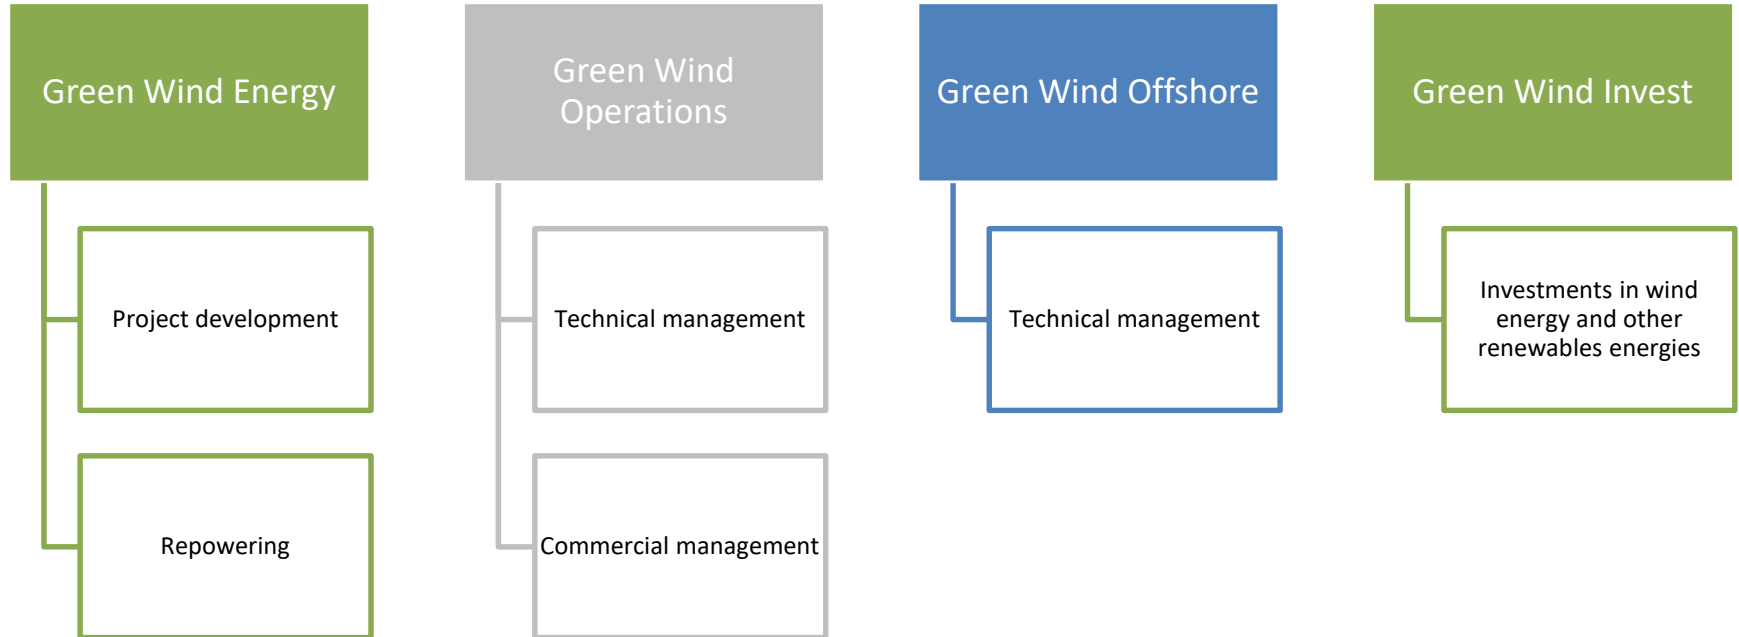 Green Wind Energy
Project development
Repowering
Green Wind
Operations
Technical management
Commercial management
Green Wind Offshore
Technical management
Green Wind Invest
Investments in wind
energy and other
renewables energies